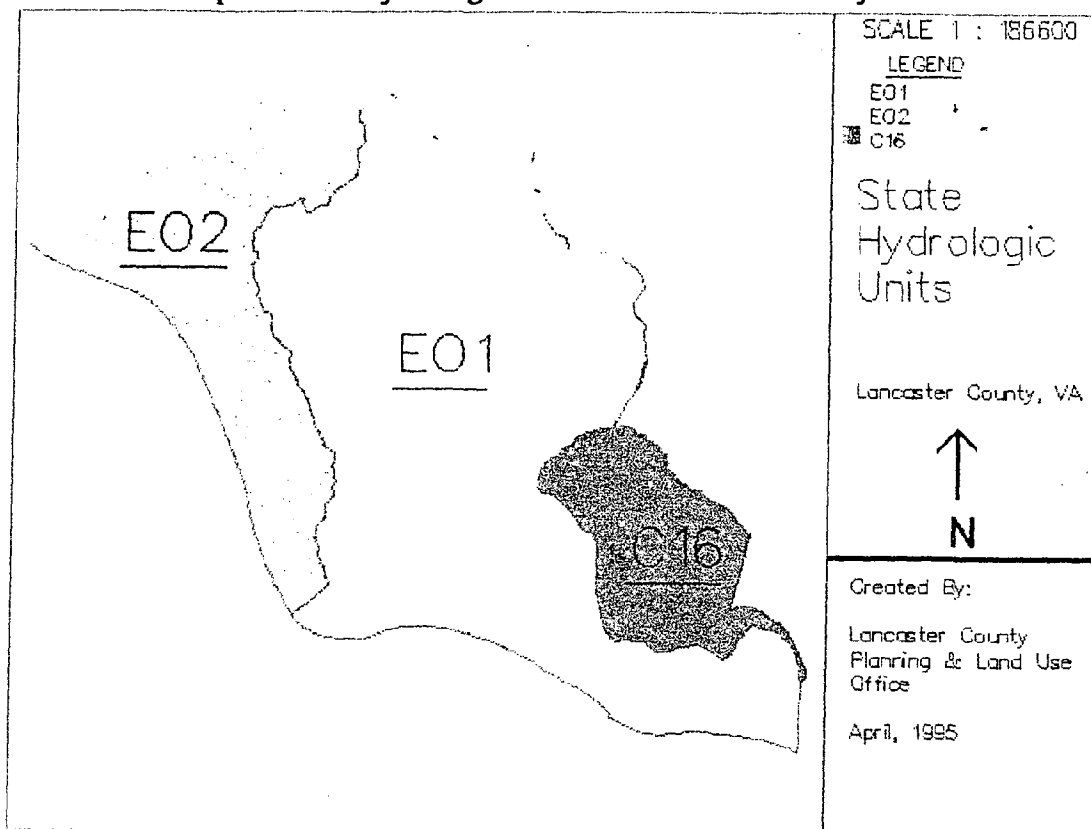 SCALE 1 : 186600
LEGEND
E01
E02
C16
State
Hydrologic
Units
Lancaster County, VA
N
Created By:
Lancaster County
Planning & Land Use
Office
April, 1995
E02
E01
C16